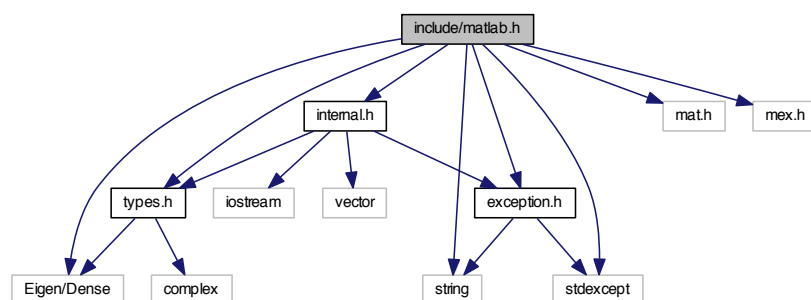 include/matlab.h
internal.h
mat.h
mex.h
types.h
iostream
vector
exception.h
Eigen/Dense
complex
string
stdexcept